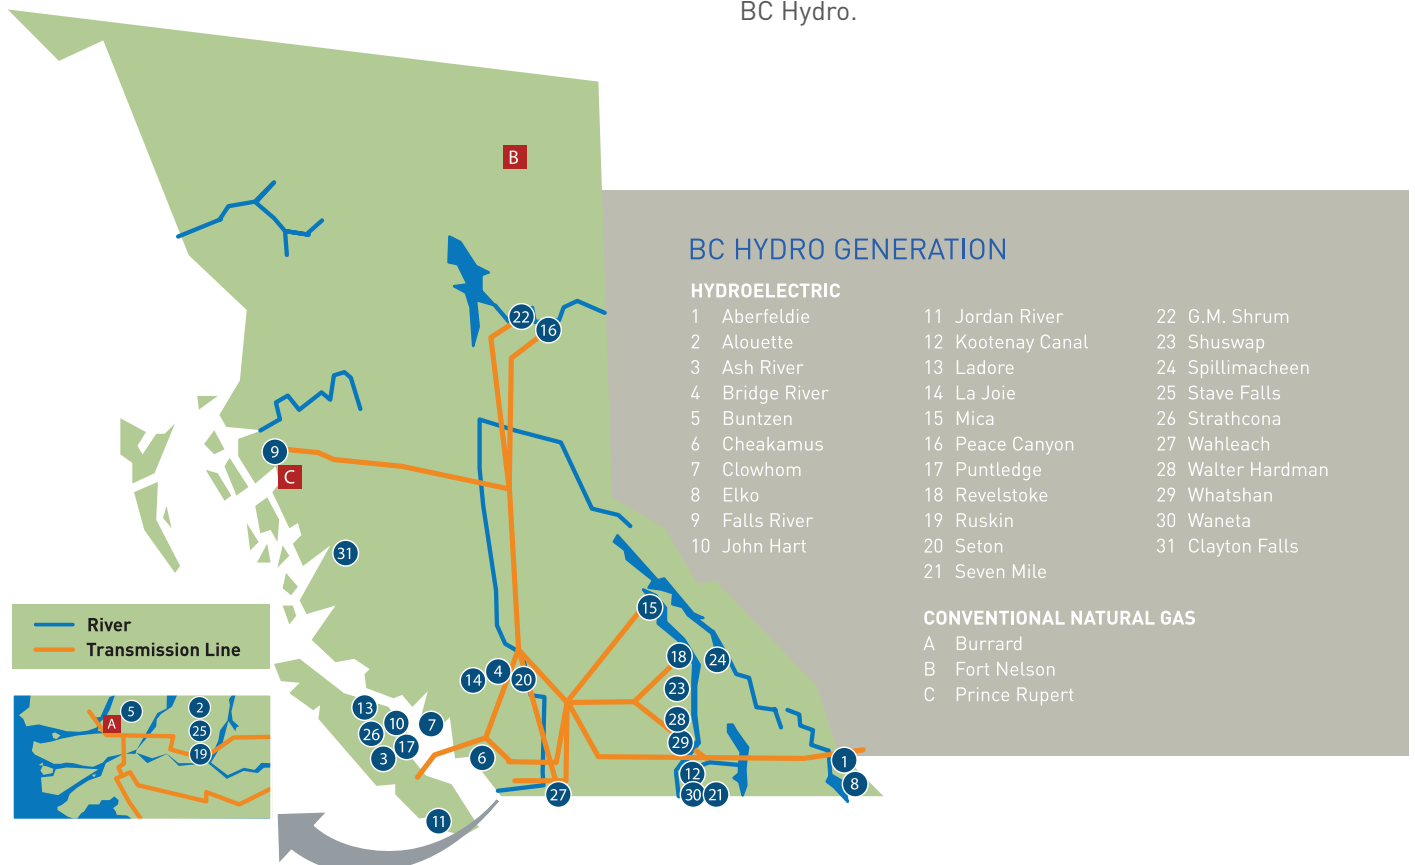 BC Hydro.
B
BC HYDRO GENERATION
HYDROELECTRIC
1 Aberfeldie
2 Alouette
3 Ash River
4 Bridge River
5 Buntzen
6 Cheakamus
7 Clowhom
8 Elko
9 Falls River
10 John Hart
11 Jordan River
12 Kootenay Canal
13 Ladore
14 La Joie
15 Mica
16 Peace Canyon
17 Puntledge
18 Revelstoke
19 Ruskin
20 Seton
21 Seven Mile
22 G.M. Shrum
23 Shuswap
24 Spillimacheen
25 Stave Falls
26 Strathcona
27 Wahleach
28 Walter Hardman
29 Whatshan
30 Waneta
31 Clayton Falls
CONVENTIONAL NATURAL GAS
A Burrard
B Fort Nelson
C Prince Rupert
22
16
9
C
31
15
18
24
14
4
20
23
13
10
7
26
17
3
6
28
29
12
1
8
27
30
21
11
River
Transmission Line
5
2
A
25
19